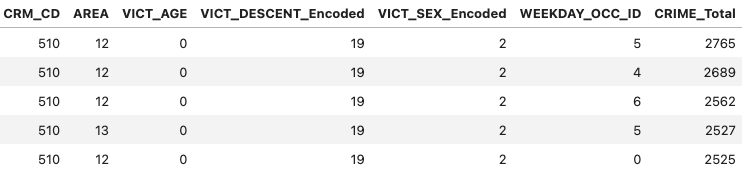 CRM_CD AREA VICT_AGE VICT_DESCENT_Encoded VICT_SEX_Encoded WEEKDAY_OCC_ID CRIME_Total
510 12 0 19 2 5 2765
510 12 0 19 2 4 2689
510 12 0 19 2 6 2562
510 13 0 19 2 5 2527
510 12 0 19 2 0 2525